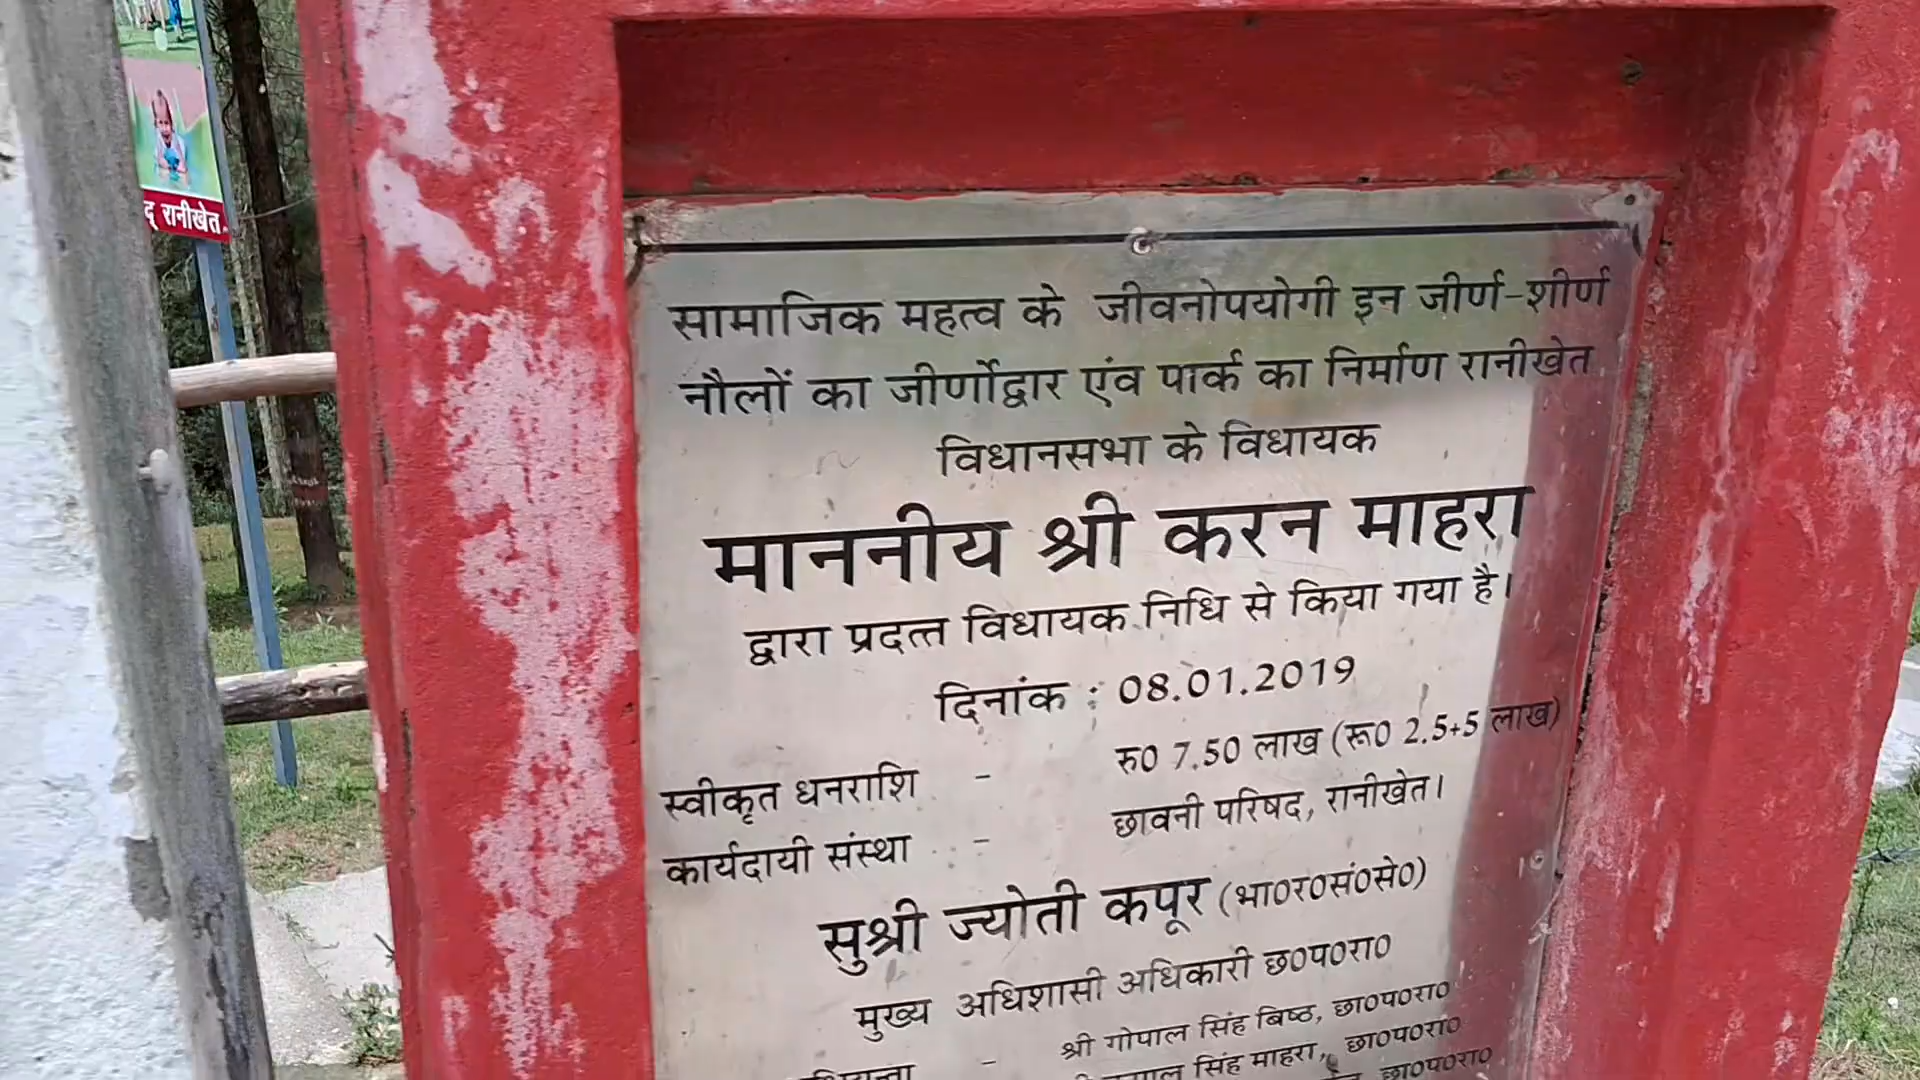 द् रानीखेत
सामाजिक महत्व के जीवनोपयोगी इन जीर्ण-शीर्ण
नौलों का जीर्णोद्वार एंव पार्क का निर्माण रानीखेत
विधानसभा के विधायक
माननीय श्री करन माहरा
द्वारा प्रदत्त विधायक निधि से किया गया है।
दिनांक : 08.01.2019
स्वीकृत धनराशि - रु0 7.50 लाख (रू0 2.5+5 लाख)
कार्यदायी संस्था - छावनी परिषद, रानीखेत।
सुश्री ज्योती कपूर (भा0र0सं0से0)
मुख्य अधिशासी अधिकारी छ0प0रा0
- श्री गोपाल सिंह बिष्ठ, छा0प0रा0
सिंह माहरा, छा0प0रा0
छा0प0रा0